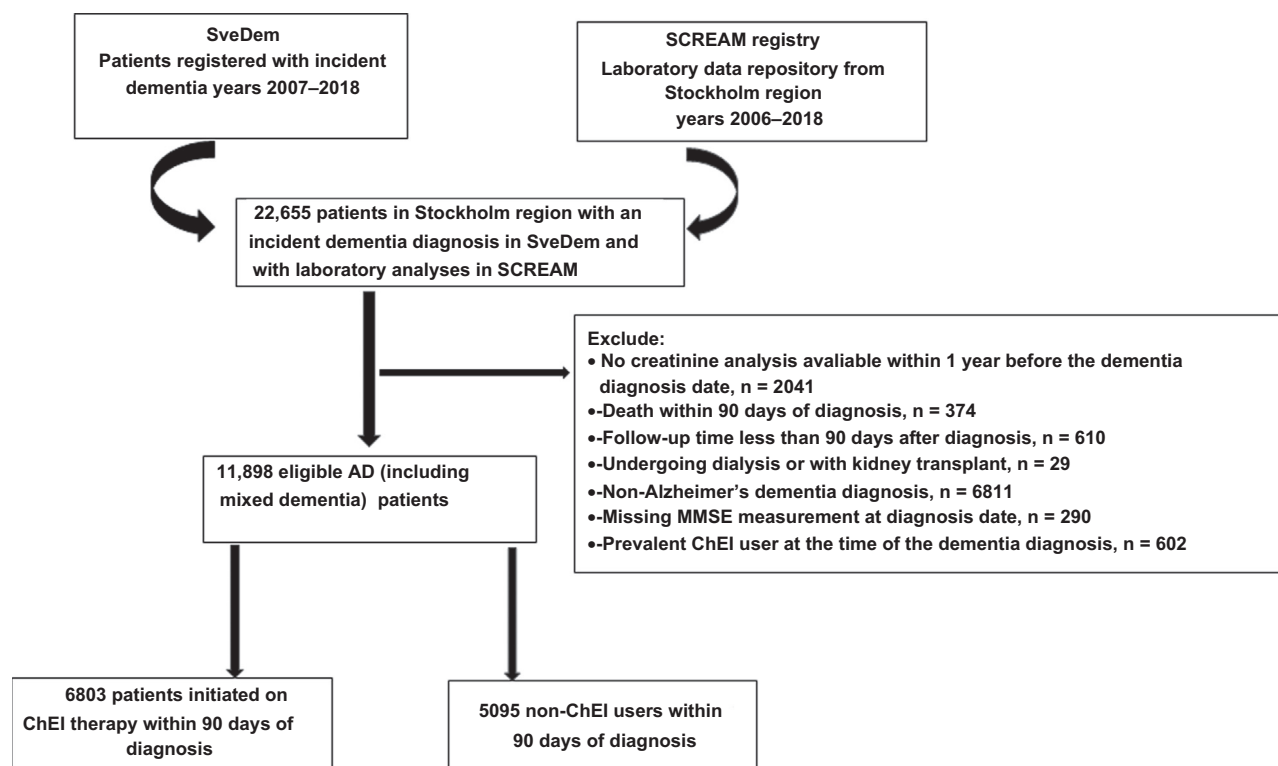 SveDem
Patients registered with incident
dementia years 2007–2018
SCREAM registry
Laboratory data repository from
Stockholm region
years 2006–2018
22,655 patients in Stockholm region with an
incident dementia diagnosis in SveDem and
with laboratory analyses in SCREAM
Exclude:
• No creatinine analysis avaliable within 1 year before the dementia
diagnosis date, n = 2041
•-Death within 90 days of diagnosis, n = 374
•-Follow-up time less than 90 days after diagnosis, n = 610
•-Undergoing dialysis or with kidney transplant, n = 29
•-Non-Alzheimer's dementia diagnosis, n = 6811
•-Missing MMSE measurement at diagnosis date, n = 290
•-Prevalent ChEI user at the time of the dementia diagnosis, n = 602
11,898 eligible AD (including
mixed dementia) patients
6803 patients initiated on
ChEI therapy within 90 days of
diagnosis
5095 non-ChEI users within
90 days of diagnosis